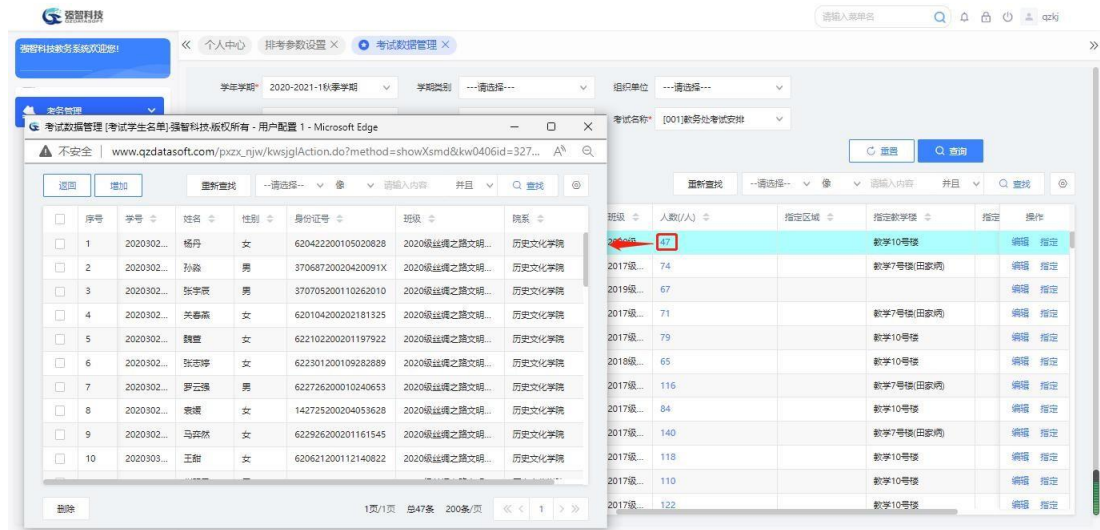 强智科技
QZDATASOFT
请输入菜单名
qzkj
强智科技教务系统欢迎您!
个人中心 排考参数设置 × 考试数据管理 ×
学年学期* 2020-2021-1秋季学期 学期类别 ---请选择--- 组织单位 ---请选择---
考试名称* [001]教务处考试安排
考务管理
重置 查询
重新查找 --请选择-- 像 请输入内容 并且 查找
班级 人数(/人) 指定区域 指定教学楼 指定 操作
47 教学10号楼 编辑 指定
2017级... 74 教学7号楼(田家炳) 编辑 指定
2019级... 67 编辑 指定
2017级... 71 教学7号楼(田家炳) 编辑 指定
2017级... 79 教学10号楼 编辑 指定
2018级... 65 教学10号楼 编辑 指定
2017级... 116 教学7号楼(田家炳) 编辑 指定
2017级... 84 教学10号楼 编辑 指定
2017级... 140 教学7号楼(田家炳) 编辑 指定
2017级... 118 教学10号楼 编辑 指定
2017级... 110 教学10号楼 编辑 指定
2017级... 122 教学10号楼 编辑 指定
考试数据管理 [考试学生名单]-强智科技-版权所有 - 用户配置 1 - Microsoft Edge
不安全 | www.qzdatasoft.com/pxzx_njw/kwsjglAction.do?method=showXsmd&kw0406id=327...
返回 增加 重新查找 --请选择-- 像 请输入内容 并且 查找
序号 学号 姓名 性别 身份证号 班级 院系
1 2020302... 杨丹 女 620422200105020828 2020级丝绸之路文明... 历史文化学院
2 2020302... 孙淼 男 37068720020420091X 2020级丝绸之路文明... 历史文化学院
3 2020302... 张宇辰 男 370705200110262010 2020级丝绸之路文明... 历史文化学院
4 2020302... 关春燕 女 620104200202181325 2020级丝绸之路文明... 历史文化学院
5 2020302... 魏萱 女 622102200201197922 2020级丝绸之路文明... 历史文化学院
6 2020302... 张志婷 女 622301200109282889 2020级丝绸之路文明... 历史文化学院
7 2020302... 罗云强 男 622726200010240653 2020级丝绸之路文明... 历史文化学院
8 2020302... 袁媛 女 142725200204053628 2020级丝绸之路文明... 历史文化学院
9 2020302... 马弈然 女 622926200201161545 2020级丝绸之路文明... 历史文化学院
10 2020303... 王甜 女 620621200112140822 2020级丝绸之路文明... 历史文化学院
删除 1页/1页 总47条 200条/页 1